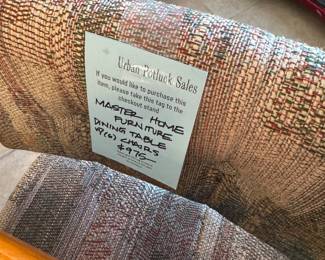 Urban Potluck Sales
If you would like to purchase this
item, please take this tag to the
checkout stand
MASTER HOME
FURNITURE
DINING TABLE
W/(6) CHAIRS
$975—